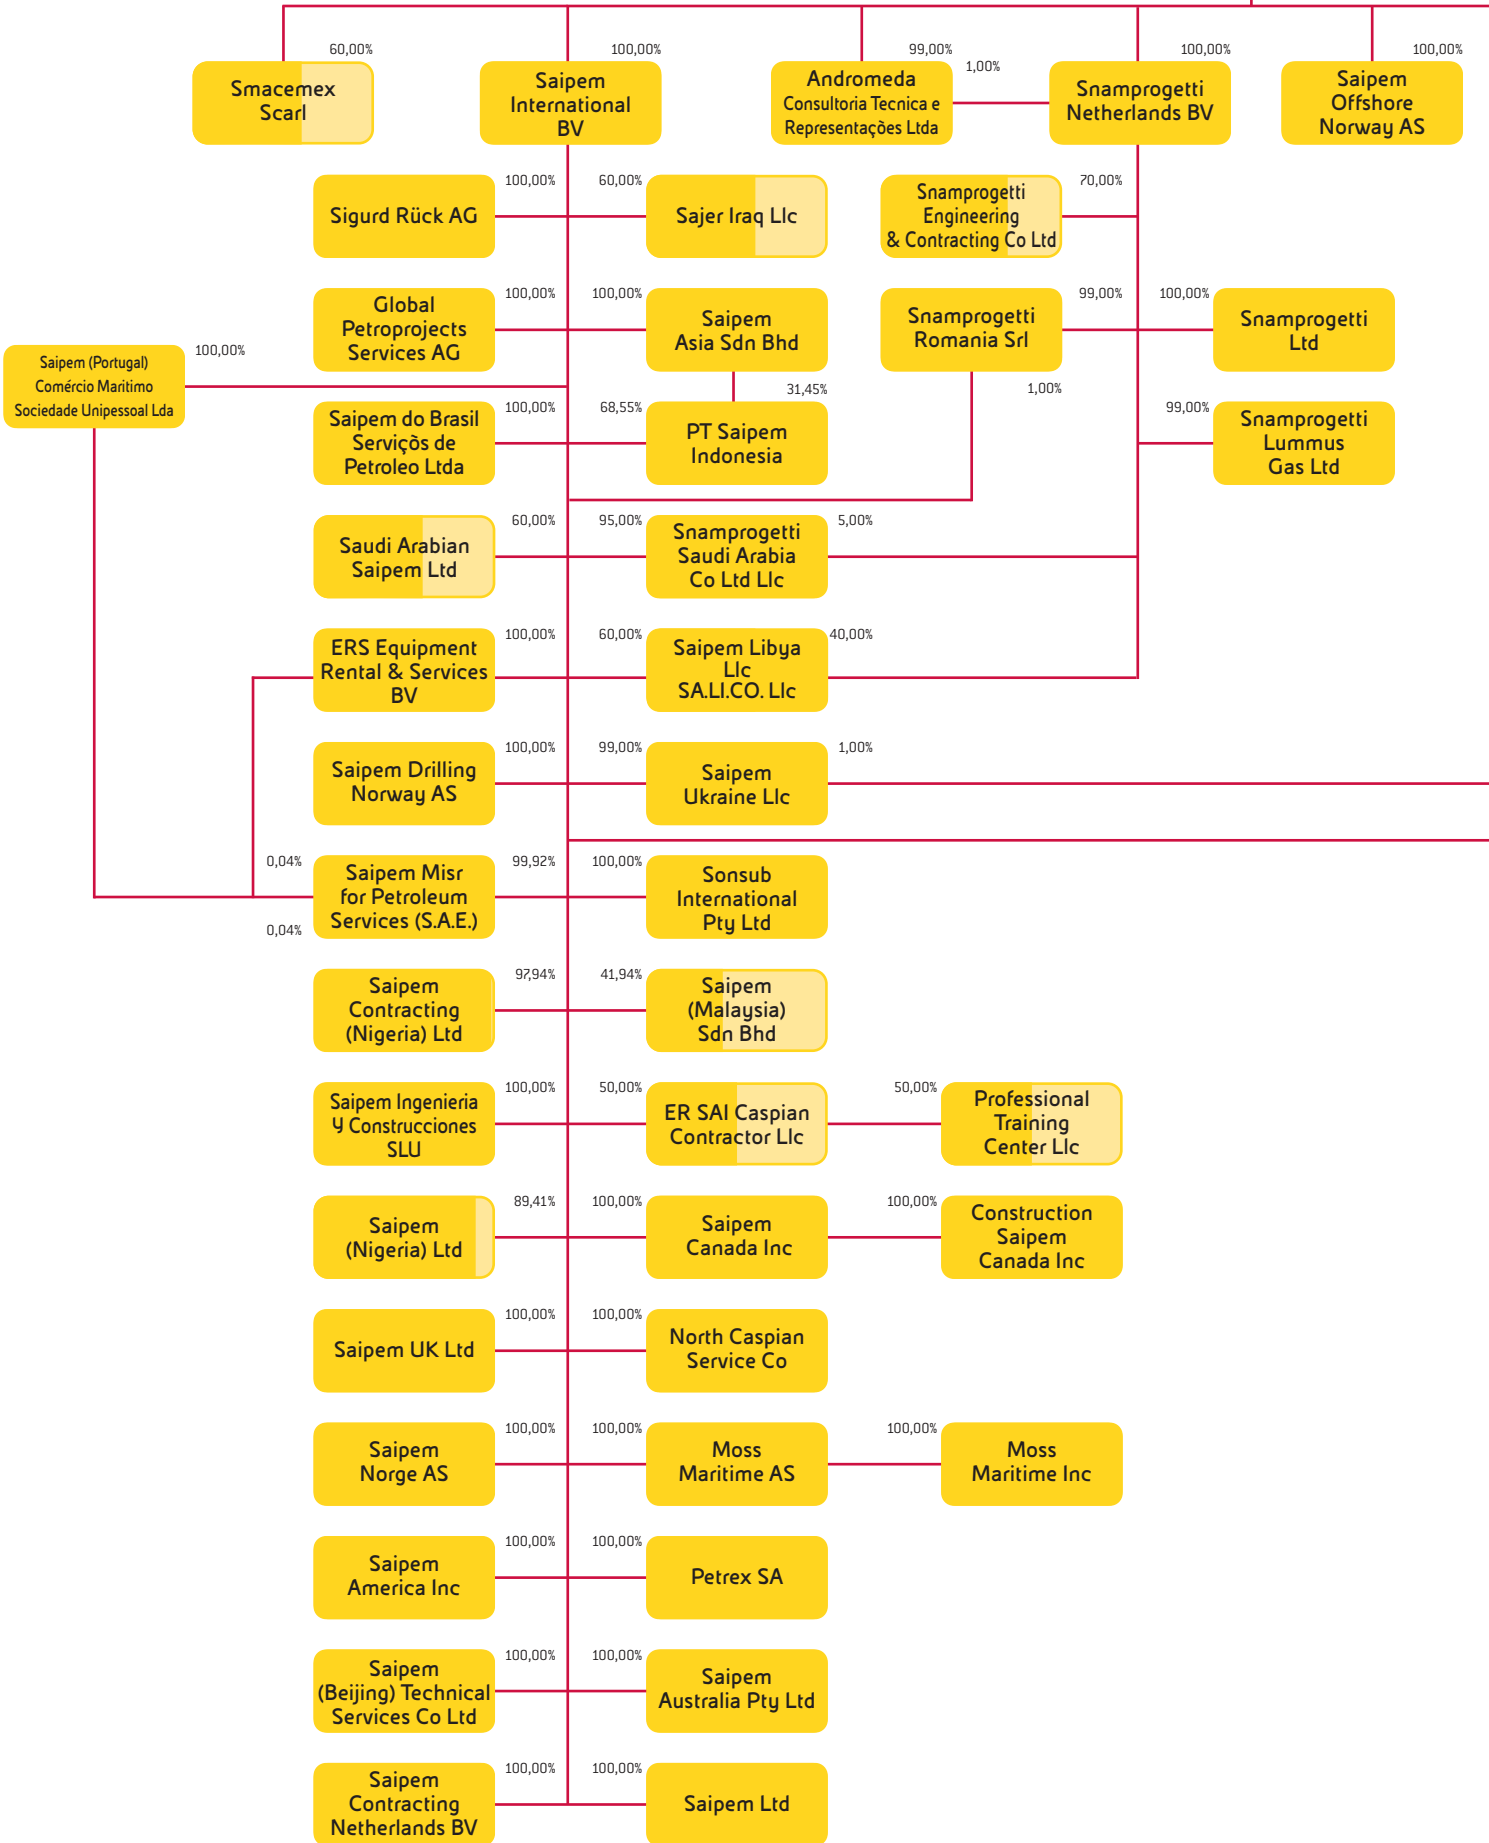 60,00%
Smacemex
Scarl
100,00%
Saipem
International
BV
99,00%
Andromeda
Consultoria Tecnica e
Representações Ltda
1,00%
100,00%
Snamprogetti
Netherlands BV
100,00%
Saipem
Offshore
Norway AS
100,00%
Sigurd Rück AG
60,00%
Sajer Iraq Llc
70,00%
Snamprogetti
Engineering
& Contracting Co Ltd
100,00%
Global
Petroprojects
Services AG
100,00%
Saipem
Asia Sdn Bhd
99,00%
Snamprogetti
Romania Srl
100,00%
Snamprogetti
Ltd
100,00%
Saipem (Portugal)
Comércio Maritimo
Sociedade Unipessoal Lda
31,45%
1,00%
100,00%
Saipem do Brasil
Serviçòs de
Petroleo Ltda
68,55%
PT Saipem
Indonesia
99,00%
Snamprogetti
Lummus
Gas Ltd
60,00%
Saudi Arabian
Saipem Ltd
95,00%
Snamprogetti
Saudi Arabia
Co Ltd Llc
5,00%
100,00%
ERS Equipment
Rental & Services
BV
60,00%
Saipem Libya
Llc
SA.LI.CO. Llc
40,00%
100,00%
Saipem Drilling
Norway AS
99,00%
Saipem
Ukraine Llc
1,00%
0,04%
0,04%
99,92%
Saipem Misr
for Petroleum
Services (S.A.E.)
100,00%
Sonsub
International
Pty Ltd
97,94%
Saipem
Contracting
(Nigeria) Ltd
41,94%
Saipem
(Malaysia)
Sdn Bhd
100,00%
Saipem Ingenieria
Y Construcciones
SLU
50,00%
ER SAI Caspian
Contractor Llc
50,00%
Professional
Training
Center Llc
89,41%
Saipem
(Nigeria) Ltd
100,00%
Saipem
Canada Inc
100,00%
Construction
Saipem
Canada Inc
100,00%
Saipem UK Ltd
100,00%
North Caspian
Service Co
100,00%
Saipem
Norge AS
100,00%
Moss
Maritime AS
100,00%
Moss
Maritime Inc
100,00%
Saipem
America Inc
100,00%
Petrex SA
100,00%
Saipem
(Beijing) Technical
Services Co Ltd
100,00%
Saipem
Australia Pty Ltd
100,00%
Saipem
Contracting
Netherlands BV
100,00%
Saipem Ltd